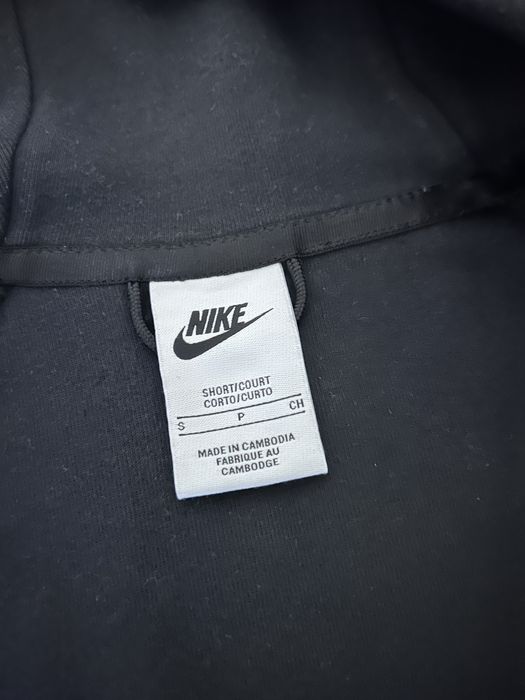 NIKE
SHORT/COURT
CORTO/CURTO
S P CH
MADE IN CAMBODIA
FABRIQUE AU
CAMBODGE